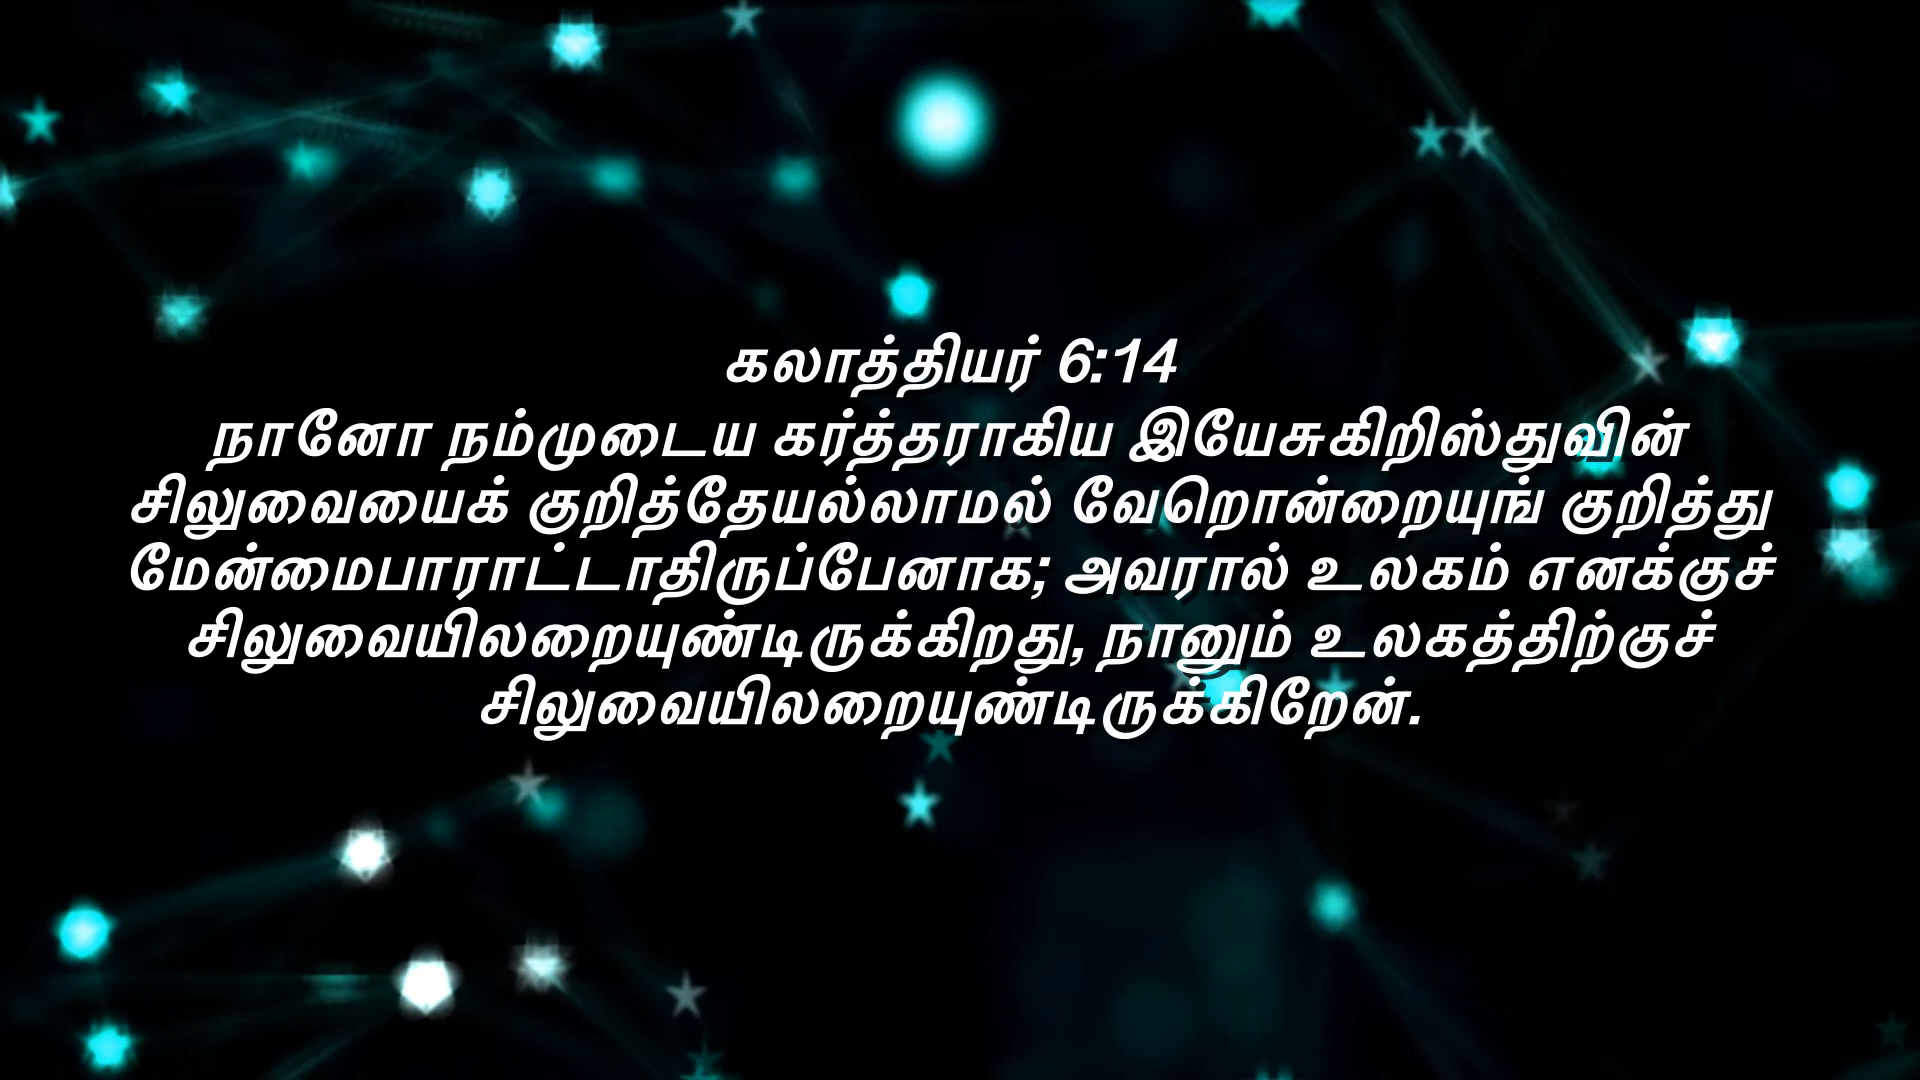 கலாத்தியர் 6:14
நானோ நம்முடைய கர்த்தராகிய இயேசுகிறிஸ்துவின்
சிலுவையைக் குறித்தேயல்லாமல் வேறொன்றையுங் குறித்து
மேன்மைபாராட்டாதிருப்பேனாக; அவரால் உலகம் எனக்குச்
சிலுவையிலறையுண்டிருக்கிறது, நானும் உலகத்திற்குச்
சிலுவையிலறையுண்டிருக்கிறேன்.